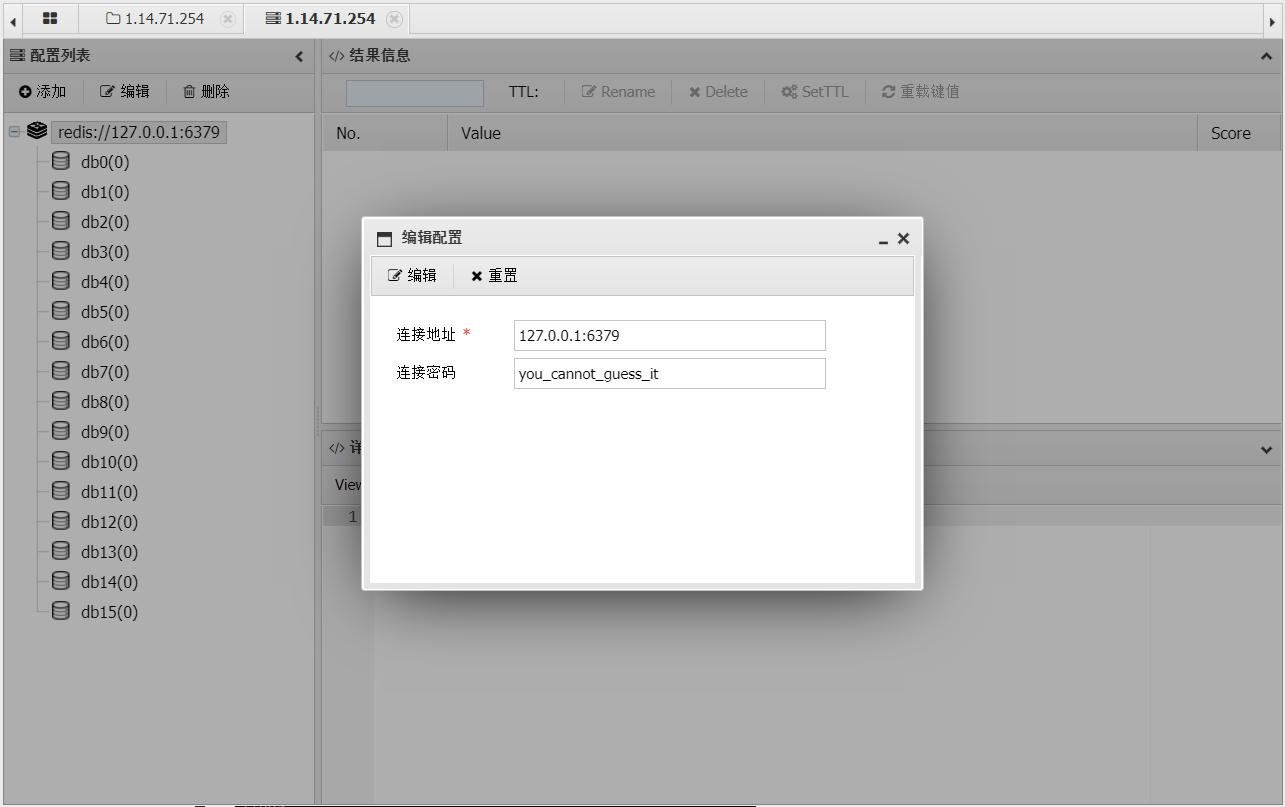 1.14.71.254
1.14.71.254
配置列表
结果信息
添加 编辑 删除
TTL: Rename Delete SetTTL 重载键值
No. Value Score
redis://127.0.0.1:6379
db0(0)
db1(0)
db2(0)
db3(0)
db4(0)
db5(0)
db6(0)
db7(0)
db8(0)
db9(0)
db10(0)
db11(0)
db12(0)
db13(0)
db14(0)
db15(0)
编辑配置
编辑 重置
连接地址 * 127.0.0.1:6379
连接密码 you_cannot_guess_it
1